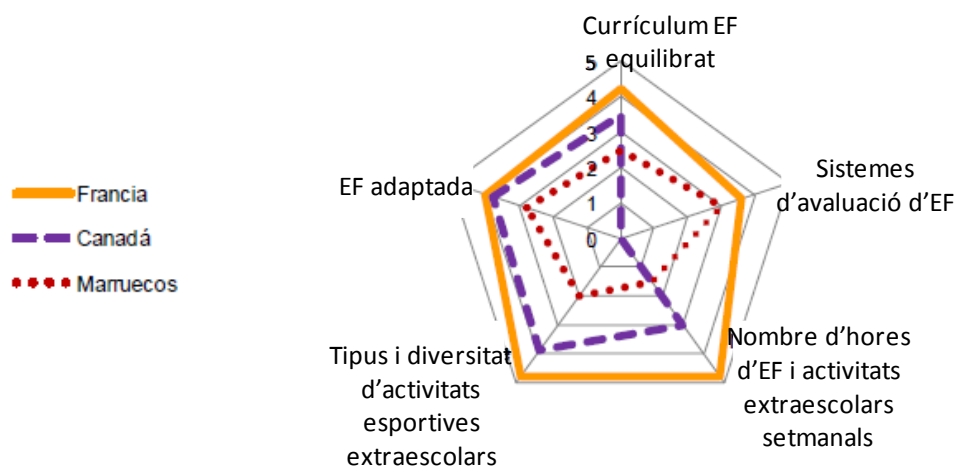 Currículum EF
equilibrat
5
4
3
2
1
0
EF adaptada
Sistemes
d'avaluació d'EF
Francia
Canadá
Marruecos
Tipus i diversitat
d'activitats
esportives
extraescolars
Nombre d'hores
d'EF i activitats
extraescolars
setmanals